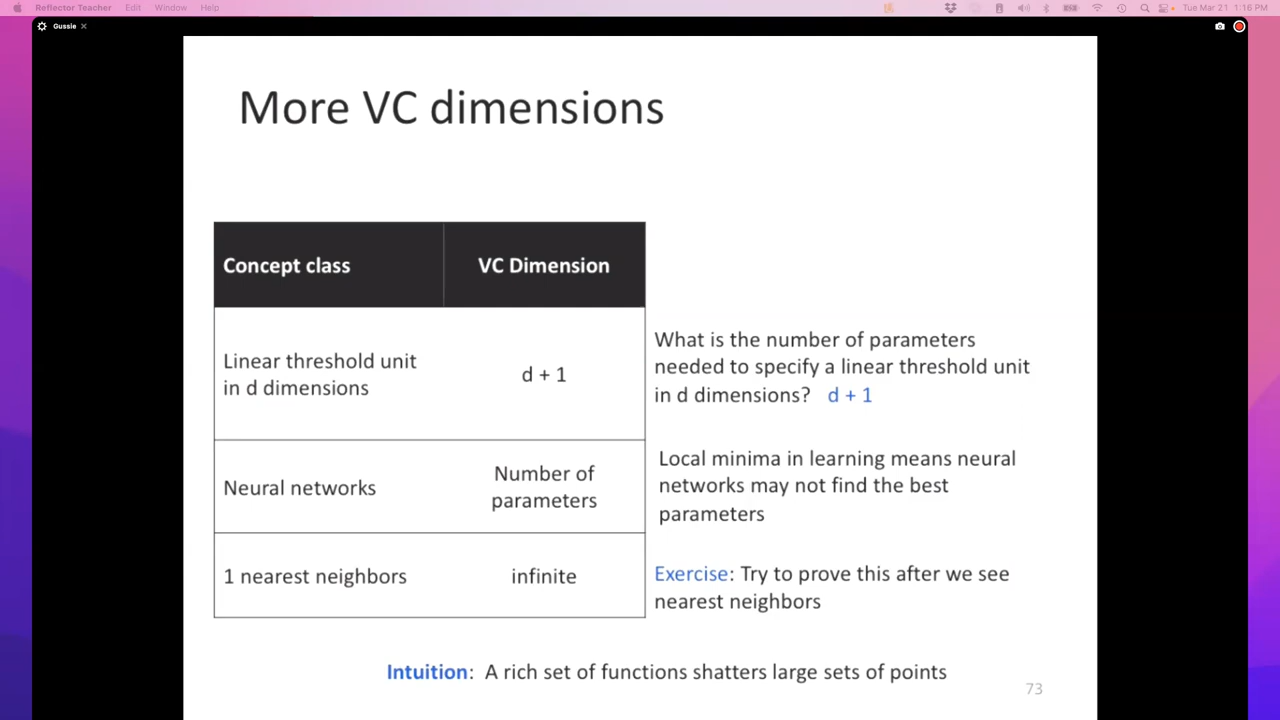 Reflector Teacher Edit Window Help Tue Mar 21 1:16 PM
Gussie
More VC dimensions
Concept class VC Dimension
Linear threshold unit
in d dimensions
d + 1
What is the number of parameters
needed to specify a linear threshold unit
in d dimensions? d + 1
Neural networks
Number of
parameters
Local minima in learning means neural
networks may not find the best
parameters
1 nearest neighbors
infinite
Exercise: Try to prove this after we see
nearest neighbors
Intuition: A rich set of functions shatters large sets of points
73